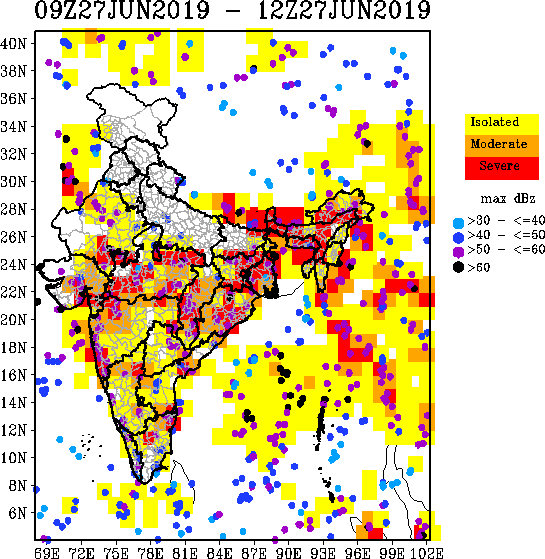 09Z27JUN2019 - 12Z27JUN2019
40N
38N
36N
34N
32N
30N
28N
26N
24N
22N
20N
18N
16N
14N
12N
10N
8N
6N
69E 72E 75E 78E 81E 84E 87E 90E 93E 96E 99E 102E
Isolated
Moderate
Severe
max dBz
>30 - <=40
>40 - <=50
>50 - <=60
>60